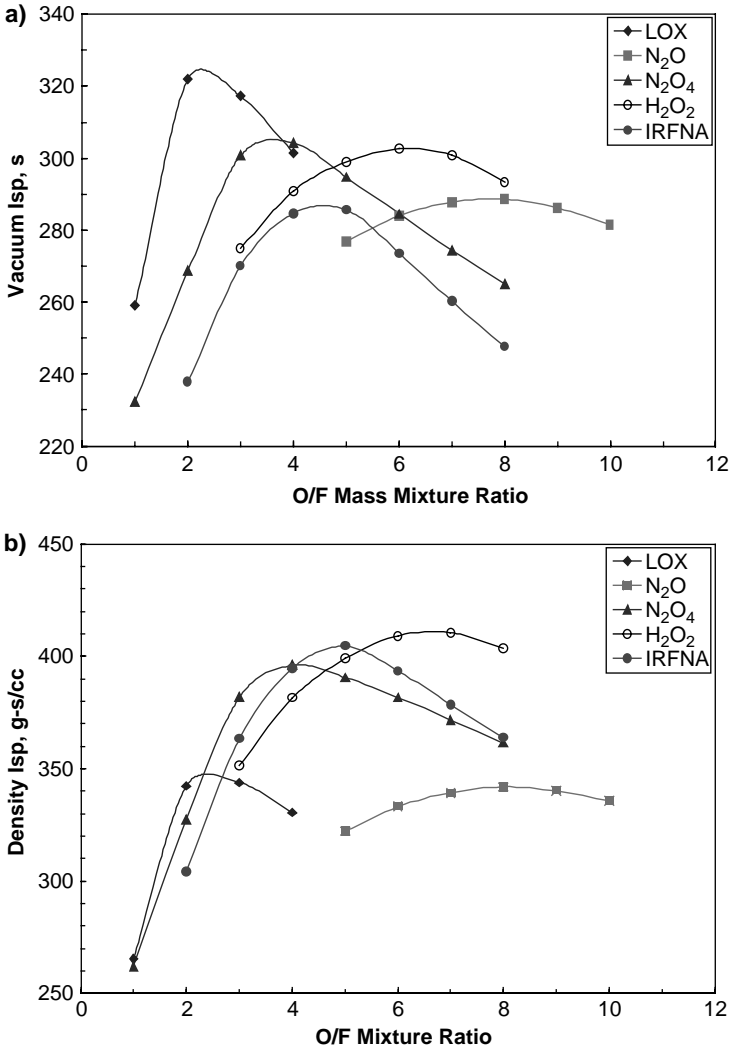 a)
340
320
300
280
260
240
220
Vacuum Isp, s
LOX
N₂O
N₂O₄
H₂O₂
IRFNA
0 2 4 6 8 10 12
O/F Mass Mixture Ratio
b)
450
400
350
300
250
Density Isp, g-s/cc
LOX
N₂O
N₂O₄
H₂O₂
IRFNA
0 2 4 6 8 10 12
O/F Mixture Ratio